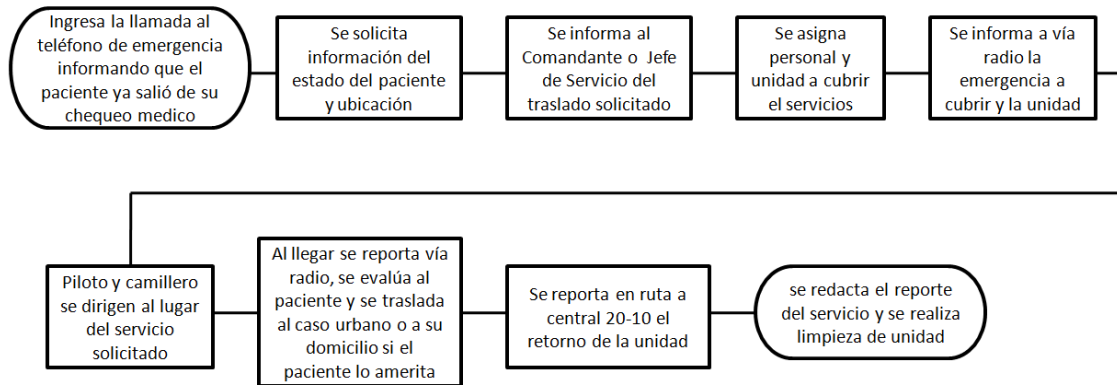 Ingresa la llamada al
teléfono de emergencia
informando que el
paciente ya salió de su
chequeo medico
Se solicita
información del
estado del paciente
y ubicación
Se informa al
Comandante o Jefe
de Servicio del
traslado solicitado
Se asigna
personal y
unidad a cubrir
el servicios
Se informa a vía
radio la
emergencia a
cubrir y la unidad
Piloto y camillero
se dirigen al lugar
del servicio
solicitado
Al llegar se reporta vía
radio, se evalúa al
paciente y se traslada
al caso urbano o a su
domicilio si el
paciente lo amerita
Se reporta en ruta a
central 20-10 el
retorno de la unidad
se redacta el reporte
del servicio y se realiza
limpieza de unidad